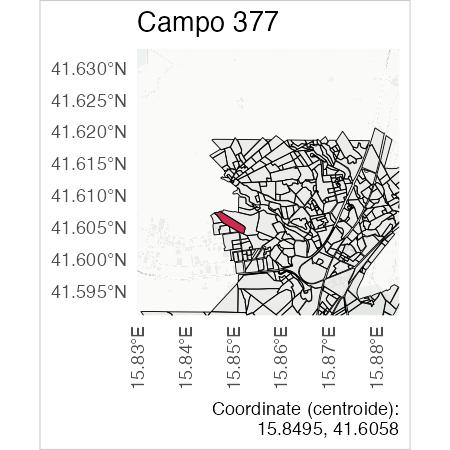 Campo 377
41.630°N
41.625°N
41.620°N
41.615°N
41.610°N
41.605°N
41.600°N
41.595°N
15.83°E
15.84°E
15.85°E
15.86°E
15.87°E
15.88°E
Coordinate (centroide):
15.8495, 41.6058